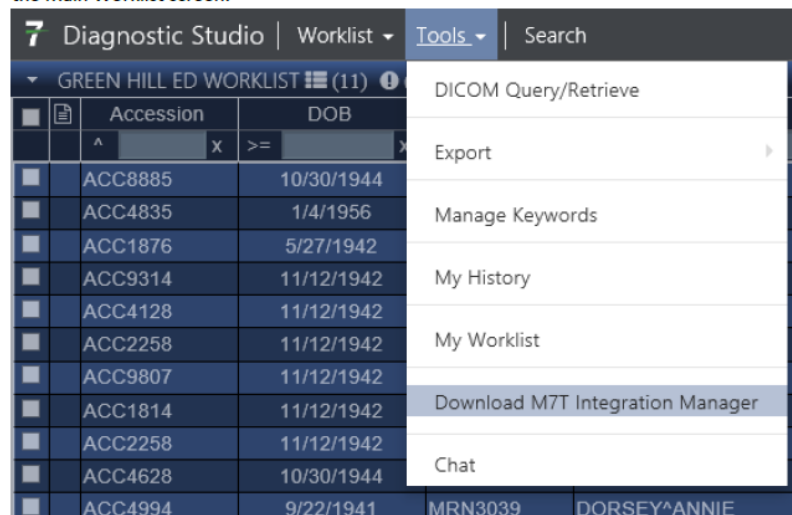 the main Worklist screen.
7 Diagnostic Studio | Worklist Tools | Search
GREEN HILL ED WORKLIST (11)
Accession DOB
^ x >= x
ACC8885 10/30/1944
ACC4835 1/4/1956
ACC1876 5/27/1942
ACC9314 11/12/1942
ACC4128 11/12/1942
ACC2258 11/12/1942
ACC9807 11/12/1942
ACC1814 11/12/1942
ACC2258 11/12/1942
ACC4628 10/30/1944
ACC4994 9/22/1941 MRN3039 DORSEY^ANNIE
DICOM Query/Retrieve
Export
Manage Keywords
My History
My Worklist
Download M7T Integration Manager
Chat